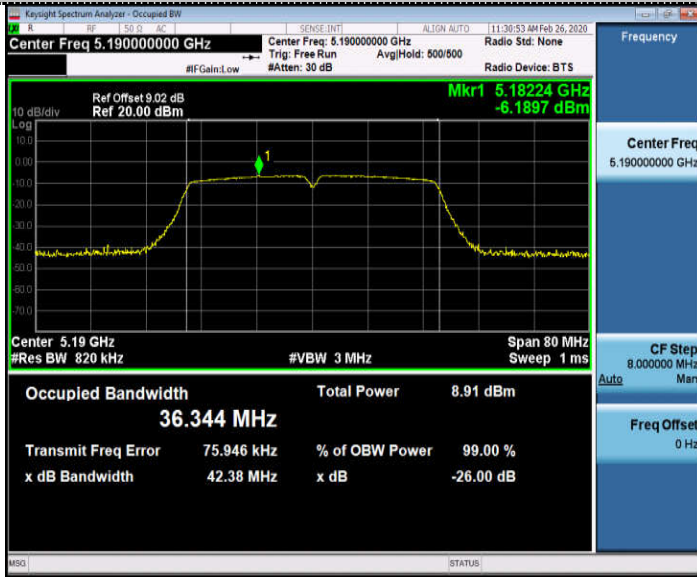 Keysight Spectrum Analyzer - Occupied BW
R RF 50 Ω AC SENSE:INT ALIGN AUTO 11:30:53 AM Feb 26, 2020
Center Freq 5.190000000 GHz
Center Freq: 5.190000000 GHz
Radio Std: None
Trig: Free Run Avg|Hold: 500/500
#IFGain:Low #Atten: 30 dB Radio Device: BTS
Frequency
Ref Offset 9.02 dB
10 dB/div Ref 20.00 dBm
Mkr1 5.18224 GHz
-6.1897 dBm
Log
10.0
0.00
-10.0
-20.0
-30.0
-40.0
-50.0
-60.0
-70.0
1
Center 5.19 GHz Span 80 MHz
#Res BW 820 kHz #VBW 3 MHz Sweep 1 ms
Occupied Bandwidth Total Power 8.91 dBm
36.344 MHz
Transmit Freq Error 75.946 kHz % of OBW Power 99.00 %
x dB Bandwidth 42.38 MHz x dB -26.00 dB
Center Freq
5.190000000 GHz
CF Step
8.000000 MHz
Auto Man
Freq Offset
0 Hz
MSG STATUS